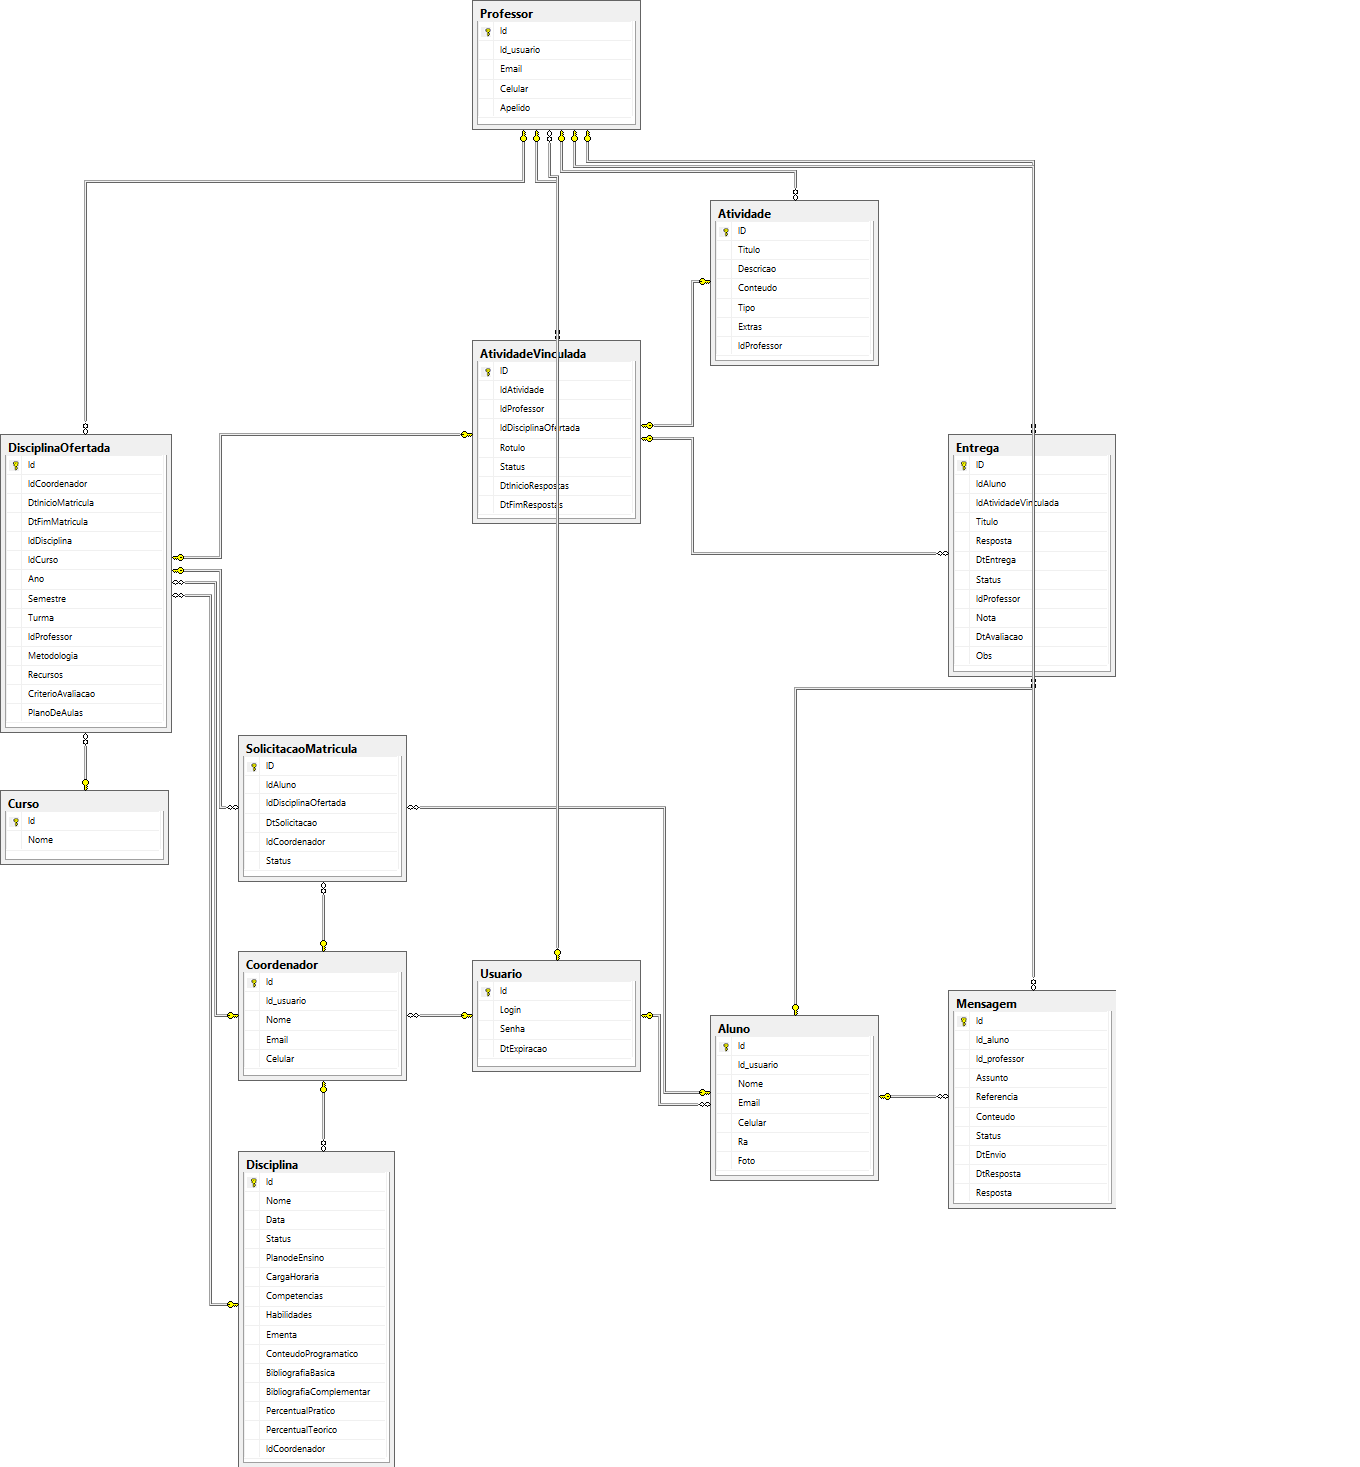 Professor
Id
Id_usuario
Email
Celular
Apelido
Atividade
ID
Titulo
Descricao
Conteudo
Tipo
Extras
IdProfessor
AtividadeVinculada
ID
IdAtividade
IdProfessor
IdDisciplinaOfertada
Rotulo
Status
DtInicioRespostas
DtFimRespostas
DisciplinaOfertada
Id
IdCoordenador
DtInicioMatricula
DtFimMatricula
IdDisciplina
IdCurso
Ano
Semestre
Turma
IdProfessor
Metodologia
Recursos
CriterioAvaliacao
PlanoDeAulas
Entrega
ID
IdAluno
IdAtividadeVinculada
Titulo
Resposta
DtEntrega
Status
IdProfessor
Nota
DtAvaliacao
Obs
SolicitacaoMatricula
ID
IdAluno
IdDisciplinaOfertada
DtSolicitacao
IdCoordenador
Status
Curso
Id
Nome
Coordenador
Id
Id_usuario
Nome
Email
Celular
Usuario
Id
Login
Senha
DtExpiracao
Aluno
Id
Id_usuario
Nome
Email
Celular
Ra
Foto
Mensagem
Id
Id_aluno
Id_professor
Assunto
Referencia
Conteudo
Status
DtEnvio
DtResposta
Resposta
Disciplina
Id
Nome
Data
Status
PlanodeEnsino
CargaHoraria
Competencias
Habilidades
Ementa
ConteudoProgramatico
BibliografiaBasica
BibliografiaComplementar
PercentualPratico
PercentualTeorico
IdCoordenador